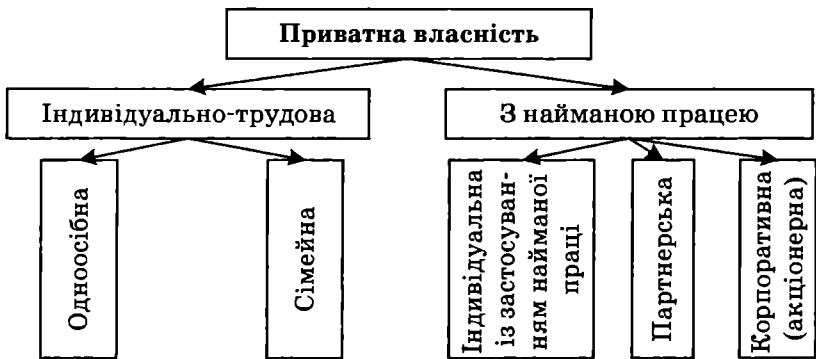 Приватна власність
Індивідуально-трудова
З найманою працею
Одноосібна
Сімейна
Індивідуальна
із застосуван-
ням найманої
праці
Партнерська
Корпоративна
(акціонерна)